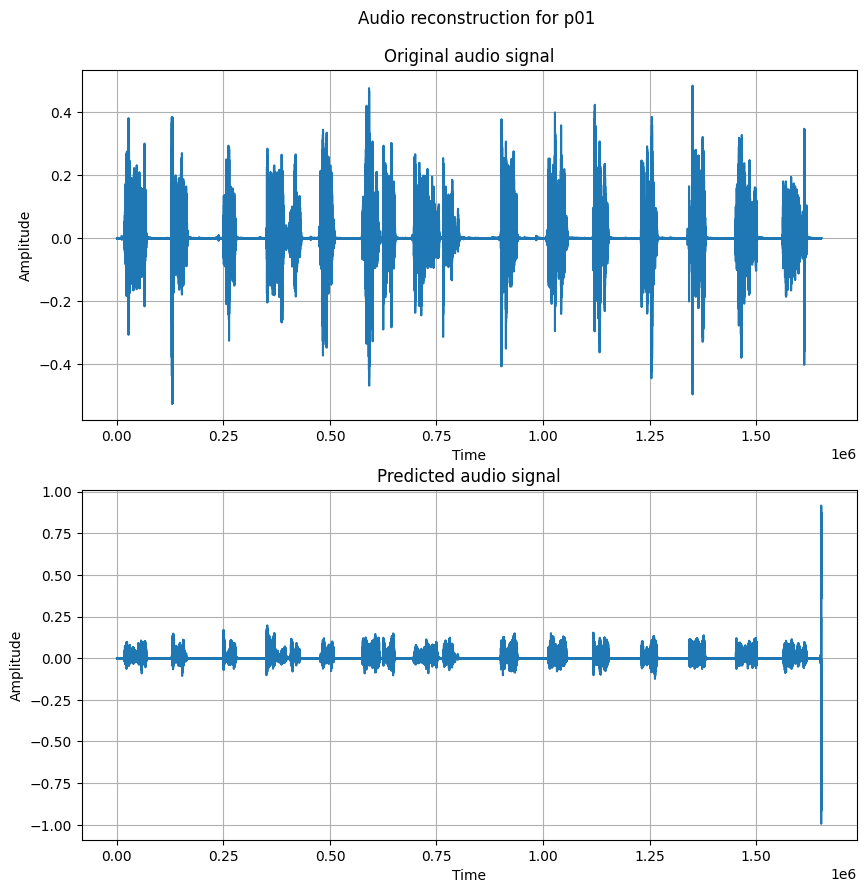 Audio reconstruction for p01
Original audio signal
Amplitude
0.4
0.2
0.0
−0.2
−0.4
0.00 0.25 0.50 0.75 1.00 1.25 1.50
1e6
Time
Predicted audio signal
Amplitude
1.00
0.75
0.50
0.25
0.00
−0.25
−0.50
−0.75
−1.00
0.00 0.25 0.50 0.75 1.00 1.25 1.50
1e6
Time